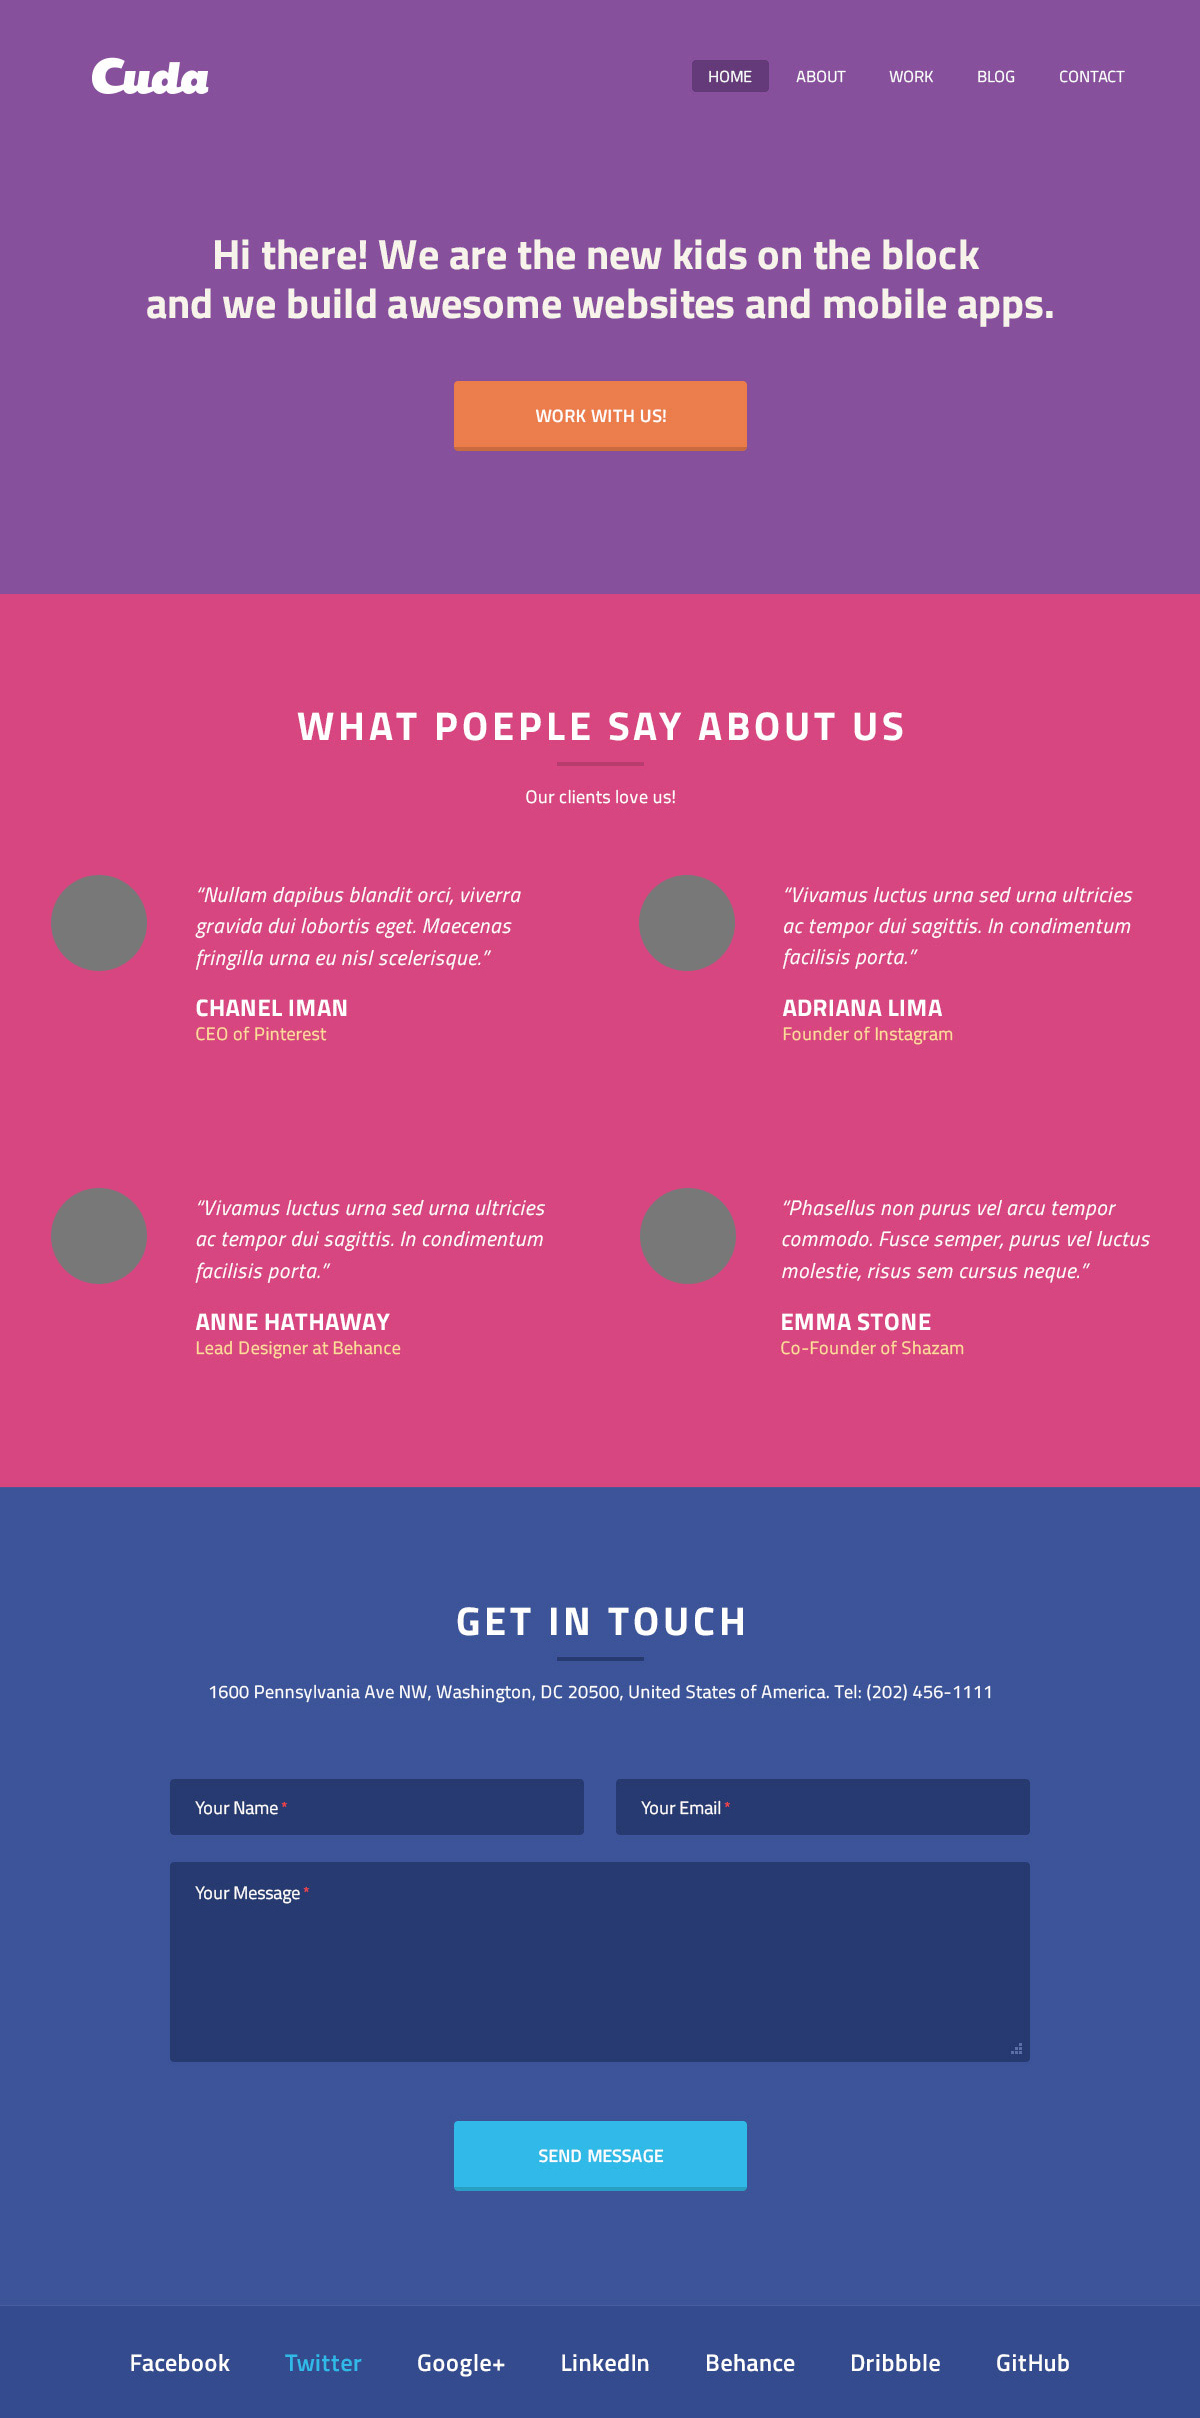 Cuda
HOME ABOUT WORK BLOG CONTACT
Hi there! We are the new kids on the block
and we build awesome websites and mobile apps.
WORK WITH US!
WHAT POEPLE SAY ABOUT US
Our clients love us!
“Nullam dapibus blandit orci, viverra
gravida dui lobortis eget. Maecenas
fringilla urna eu nisl scelerisque.”
CHANEL IMAN
CEO of Pinterest
“Vivamus luctus urna sed urna ultricies
ac tempor dui sagittis. In condimentum
facilisis porta.”
ADRIANA LIMA
Founder of Instagram
“Vivamus luctus urna sed urna ultricies
ac tempor dui sagittis. In condimentum
facilisis porta.”
ANNE HATHAWAY
Lead Designer at Behance
“Phasellus non purus vel arcu tempor
commodo. Fusce semper, purus vel luctus
molestie, risus sem cursus neque.”
EMMA STONE
Co-Founder of Shazam
GET IN TOUCH
1600 Pennsylvania Ave NW, Washington, DC 20500, United States of America. Tel: (202) 456-1111
Your Name *
Your Email *
Your Message *
SEND MESSAGE
Facebook Twitter Google+ LinkedIn Behance Dribbble GitHub